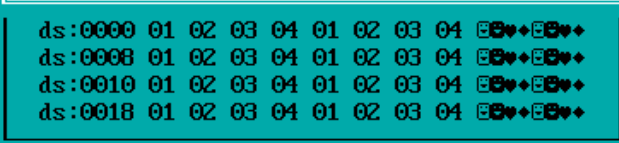 ds:0000 01 02 03 04 01 02 03 04 ☺☻♥♦☺☻♥♦
ds:0008 01 02 03 04 01 02 03 04 ☺☻♥♦☺☻♥♦
ds:0010 01 02 03 04 01 02 03 04 ☺☻♥♦☺☻♥♦
ds:0018 01 02 03 04 01 02 03 04 ☺☻♥♦☺☻♥♦